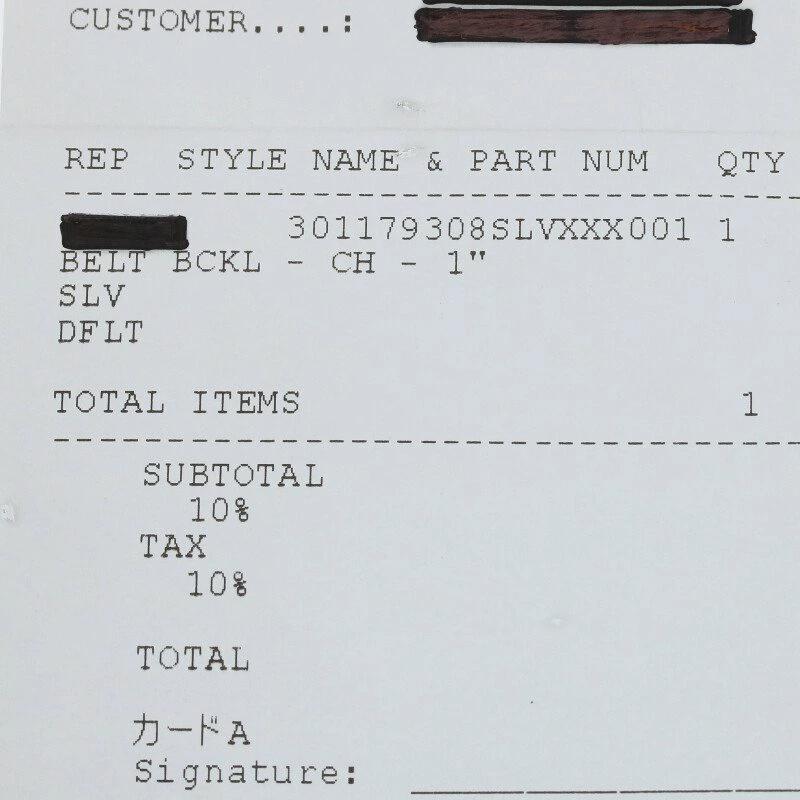 CUSTOMER....:
REP STYLE NAME & PART NUM QTY
301179308SLVXXX001 1
BELT BCKL - CH - 1"
SLV
DFLT
TOTAL ITEMS 1
SUBTOTAL
10%
TAX
10%
TOTAL
カードA
Signature: